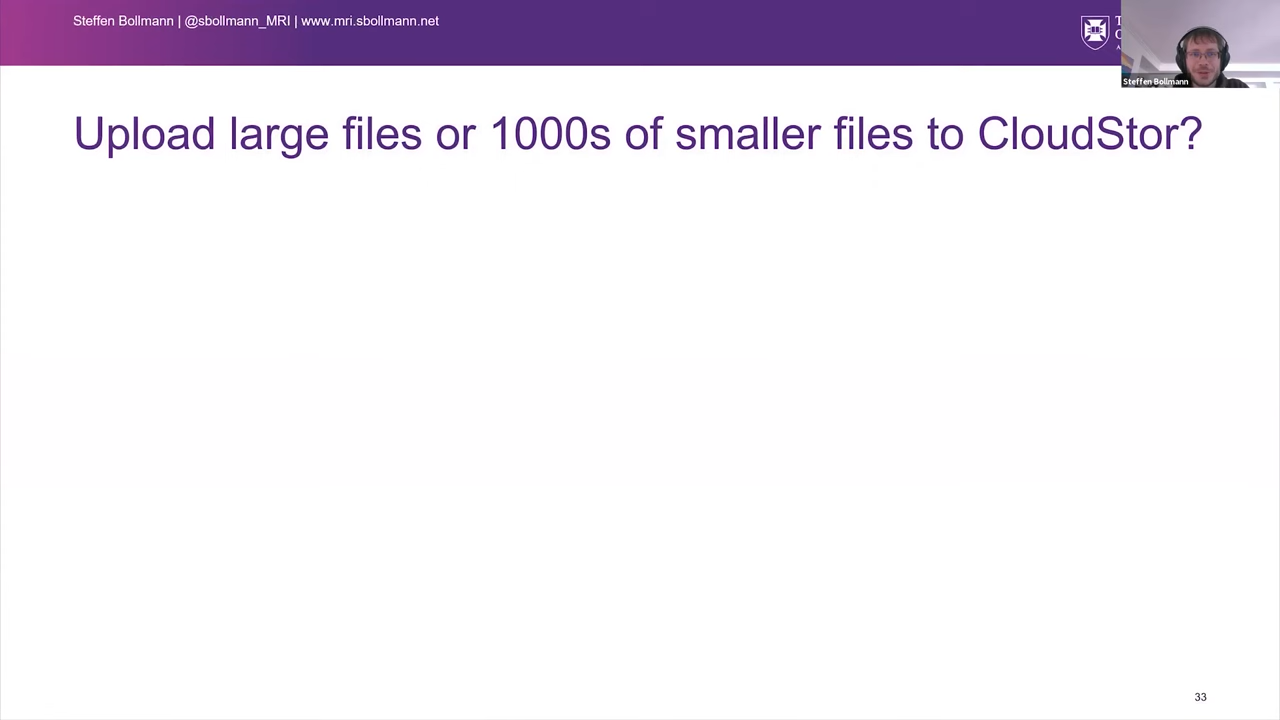 Steffen Bollmann | @sbollmann_MRI | www.mri.sbollmann.net
Steffen Bollmann
Upload large files or 1000s of smaller files to CloudStor?
33